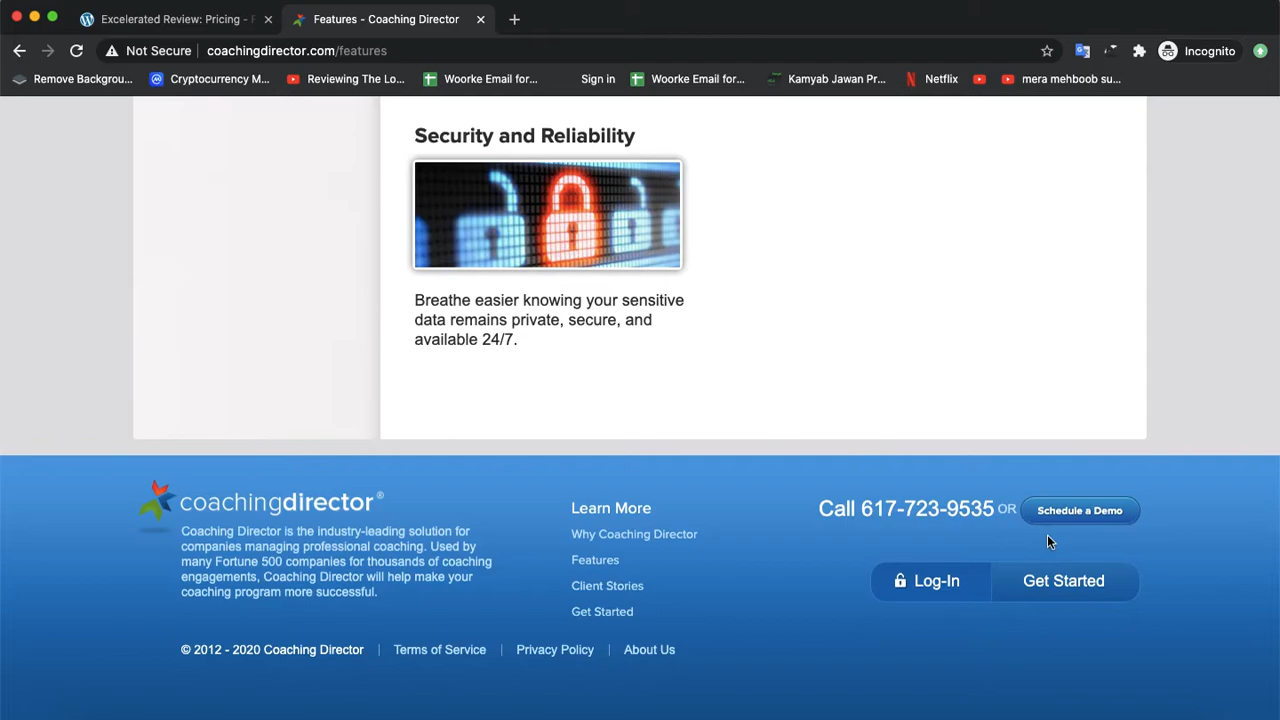 Excelerated Review: Pricing - F
Features - Coaching Director
Not Secure
coachingdirector.com/features
Incognito
Remove Backgrou...
Cryptocurrency M...
Reviewing The Lo...
Woorke Email for...
Sign in
Woorke Email for...
Kamyab Jawan Pr...
Netflix
mera mehboob su...
Security and Reliability
Breathe easier knowing your sensitive
data remains private, secure, and
available 24/7.
coachingdirector®
Coaching Director is the industry-leading solution for
companies managing professional coaching. Used by
many Fortune 500 companies for thousands of coaching
engagements, Coaching Director will help make your
coaching program more successful.
Learn More
Why Coaching Director
Features
Client Stories
Get Started
Call 617-723-9535 OR Schedule a Demo
Log-In
Get Started
© 2012 - 2020 Coaching Director | Terms of Service | Privacy Policy | About Us